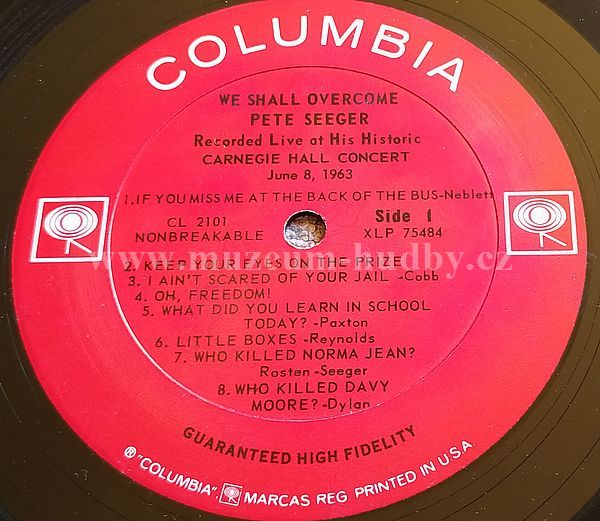 COLUMBIA
WE SHALL OVERCOME
PETE SEEGER
Recorded Live at His Historic
CARNEGIE HALL CONCERT
June 8, 1963
1. IF YOU MISS ME AT THE BACK OF THE BUS-Neblett
CL 2101
NONBREAKABLE
Side 1
XLP 75484
2. KEEP YOUR EYES ON THE PRIZE
www.muzeum-hudby.cz
3. I AIN'T SCARED OF YOUR JAIL -Cobb
4. OH, FREEDOM!
5. WHAT DID YOU LEARN IN SCHOOL
TODAY? -Paxton
6. LITTLE BOXES -Reynolds
7. WHO KILLED NORMA JEAN?
Rosten-Seeger
8. WHO KILLED DAVY
MOORE? -Dylan
GUARANTEED HIGH FIDELITY
® "COLUMBIA". MARCAS REG. PRINTED IN U.S.A.